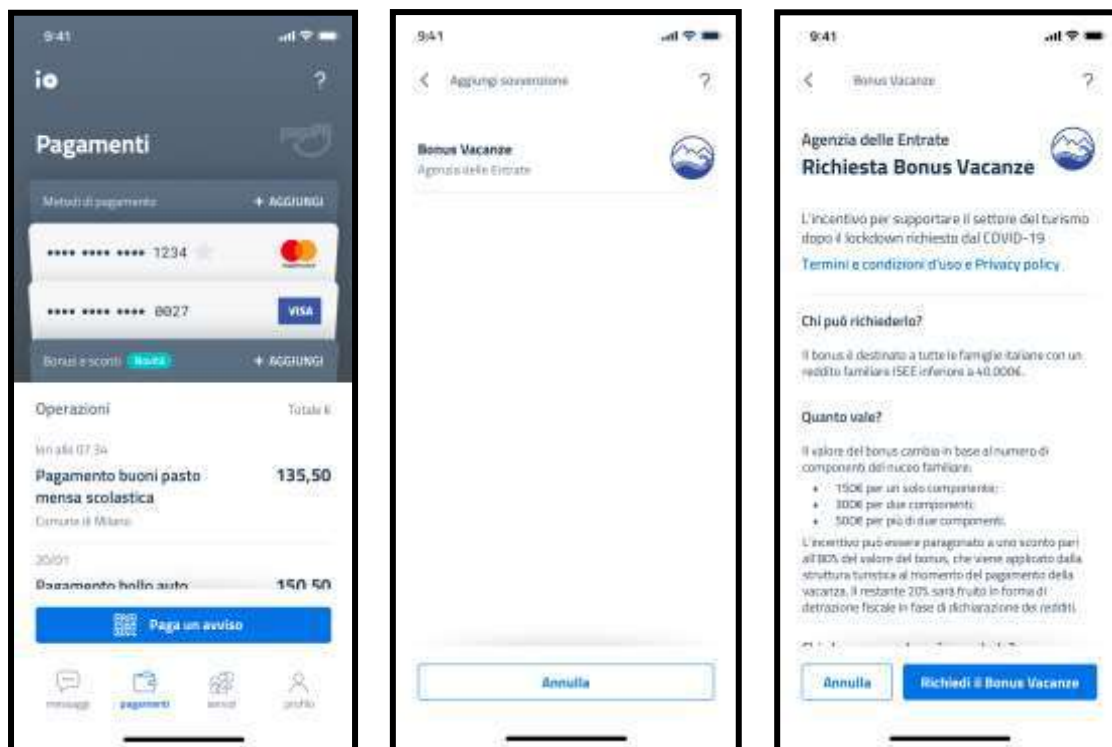 9:41
io
?
Pagamenti
Metodi di pagamento + AGGIUNGI
•••• •••• •••• 1234
•••• •••• •••• 0027 VISA
Bonus e sconti Novità + AGGIUNGI
Operazioni Totale 6
Ieri alle 07:34
Pagamento buoni pasto 135,50
mensa scolastica
Comune di Milano
20/01
Pagamento bollo auto 150,50
Paga un avviso
messaggi pagamenti servizi profilo
9:41
Aggiungi sovvenzione ?
Bonus Vacanze
Agenzia delle Entrate
Annulla
9:41
Bonus Vacanze ?
Agenzia delle Entrate
Richiesta Bonus Vacanze
L'incentivo per supportare il settore del turismo
dopo il lockdown richiesto dal COVID-19
Termini e condizioni d'uso e Privacy policy
Chi può richiederlo?
Il bonus è destinato a tutte le famiglie italiane con un
reddito familiare ISEE inferiore a 40.000€.
Quanto vale?
Il valore del bonus cambia in base al numero di
componenti del nuceo familiare:
• 150€ per un solo componente;
• 300€ per due componenti;
• 500€ per più di due componenti.
L'incentivo può essere paragonato a uno sconto pari
all'80% del valore del bonus, che viene applicato dalla
struttura turistica al momento del pagamento della
vacanza. Il restante 20% sarà fruito in forma di
detrazione fiscale in fase di dichiarazione dei redditi.
Annulla Richiedi il Bonus Vacanze